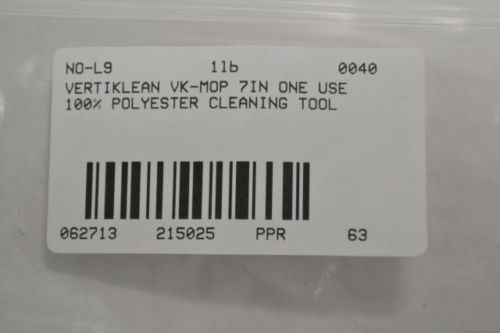 NO-L9 11b 0040
VERTIKLEAN VK-MOP 7IN ONE USE
100% POLYESTER CLEANING TOOL
062713 215025 PPR 63